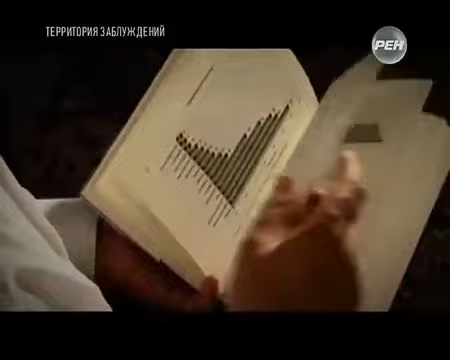 ТЕРРИТОРИЯ ЗАБЛУЖДЕНИЙ
РЕН